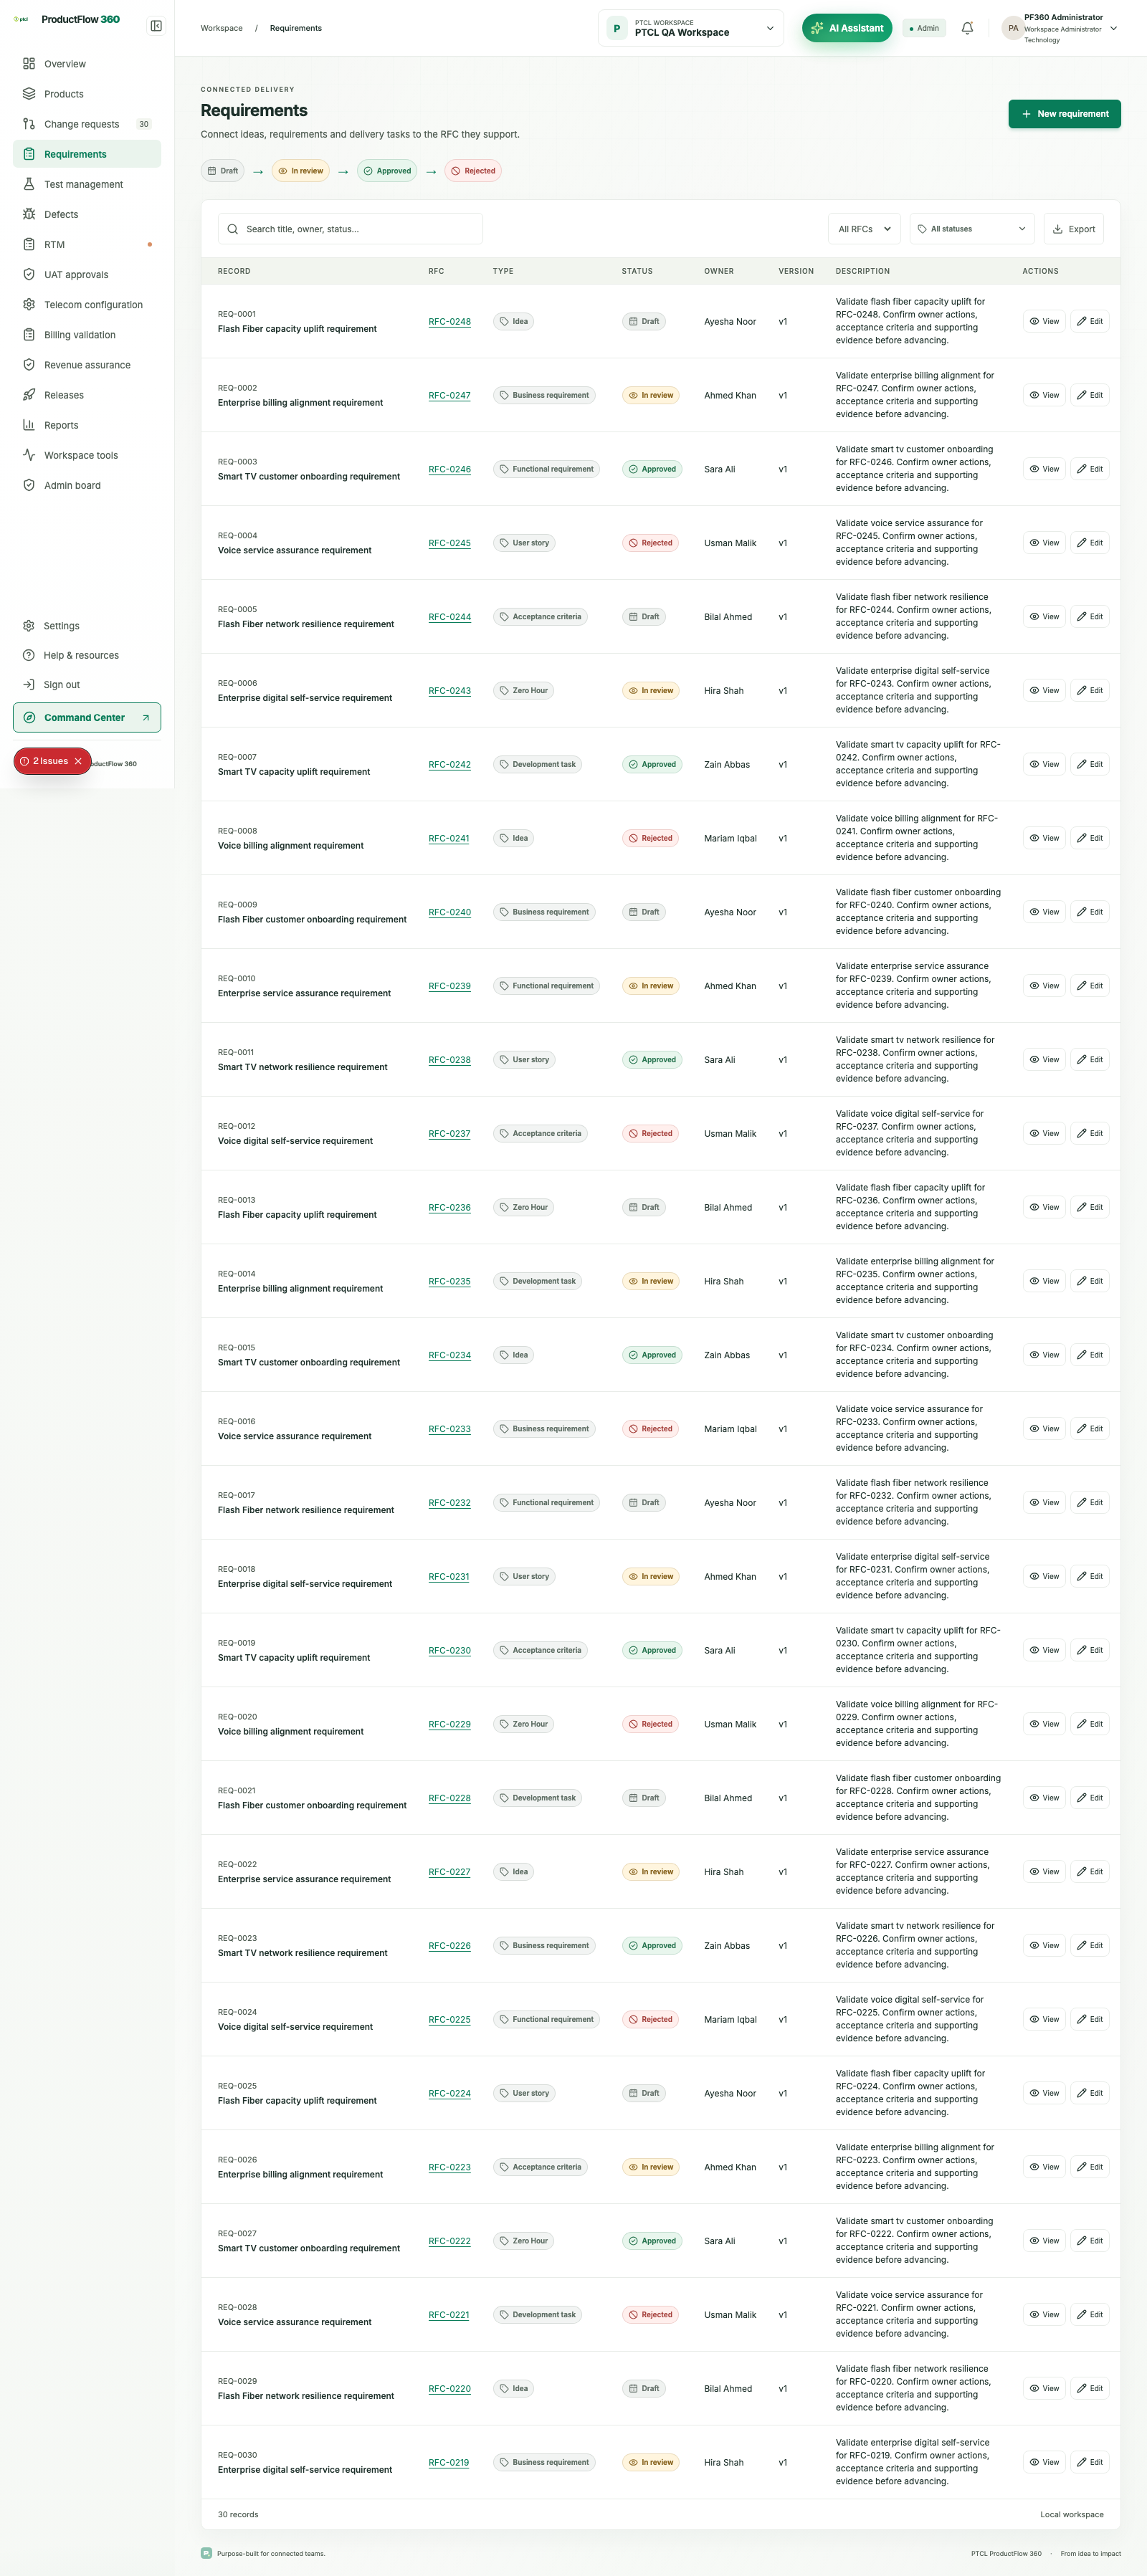 ptcl ProductFlow 360
Overview
Products
Change requests 30
Requirements
Test management
Defects
RTM
UAT approvals
Telecom configuration
Billing validation
Revenue assurance
Releases
Reports
Workspace tools
Admin board
Settings
Help & resources
Sign out
Command Center
2 Issues
ductFlow 360
Workspace / Requirements
P PTCL WORKSPACE
PTCL QA Workspace
AI Assistant
Admin
PA PF360 Administrator
Workspace Administrator
Technology
CONNECTED DELIVERY
Requirements
Connect ideas, requirements and delivery tasks to the RFC they support.
New requirement
Draft → In review → Approved → Rejected
Search title, owner, status... All RFCs All statuses Export
RECORD RFC TYPE STATUS OWNER VERSION DESCRIPTION ACTIONS
REQ-0001
Flash Fiber capacity uplift requirement
RFC-0248 Idea Draft Ayesha Noor v1
Validate flash fiber capacity uplift for
RFC-0248. Confirm owner actions,
acceptance criteria and supporting
evidence before advancing.
View Edit
REQ-0002
Enterprise billing alignment requirement
RFC-0247 Business requirement In review Ahmed Khan v1
Validate enterprise billing alignment for
RFC-0247. Confirm owner actions,
acceptance criteria and supporting
evidence before advancing.
View Edit
REQ-0003
Smart TV customer onboarding requirement
RFC-0246 Functional requirement Approved Sara Ali v1
Validate smart tv customer onboarding
for RFC-0246. Confirm owner actions,
acceptance criteria and supporting
evidence before advancing.
View Edit
REQ-0004
Voice service assurance requirement
RFC-0245 User story Rejected Usman Malik v1
Validate voice service assurance for
RFC-0245. Confirm owner actions,
acceptance criteria and supporting
evidence before advancing.
View Edit
REQ-0005
Flash Fiber network resilience requirement
RFC-0244 Acceptance criteria Draft Bilal Ahmed v1
Validate flash fiber network resilience
for RFC-0244. Confirm owner actions,
acceptance criteria and supporting
evidence before advancing.
View Edit
REQ-0006
Enterprise digital self-service requirement
RFC-0243 Zero Hour In review Hira Shah v1
Validate enterprise digital self-service
for RFC-0243. Confirm owner actions,
acceptance criteria and supporting
evidence before advancing.
View Edit
REQ-0007
Smart TV capacity uplift requirement
RFC-0242 Development task Approved Zain Abbas v1
Validate smart tv capacity uplift for RFC-
0242. Confirm owner actions,
acceptance criteria and supporting
evidence before advancing.
View Edit
REQ-0008
Voice billing alignment requirement
RFC-0241 Idea Rejected Mariam Iqbal v1
Validate voice billing alignment for RFC-
0241. Confirm owner actions,
acceptance criteria and supporting
evidence before advancing.
View Edit
REQ-0009
Flash Fiber customer onboarding requirement
RFC-0240 Business requirement Draft Ayesha Noor v1
Validate flash fiber customer onboarding
for RFC-0240. Confirm owner actions,
acceptance criteria and supporting
evidence before advancing.
View Edit
REQ-0010
Enterprise service assurance requirement
RFC-0239 Functional requirement In review Ahmed Khan v1
Validate enterprise service assurance
for RFC-0239. Confirm owner actions,
acceptance criteria and supporting
evidence before advancing.
View Edit
REQ-0011
Smart TV network resilience requirement
RFC-0238 User story Approved Sara Ali v1
Validate smart tv network resilience for
RFC-0238. Confirm owner actions,
acceptance criteria and supporting
evidence before advancing.
View Edit
REQ-0012
Voice digital self-service requirement
RFC-0237 Acceptance criteria Rejected Usman Malik v1
Validate voice digital self-service for
RFC-0237. Confirm owner actions,
acceptance criteria and supporting
evidence before advancing.
View Edit
REQ-0013
Flash Fiber capacity uplift requirement
RFC-0236 Zero Hour Draft Bilal Ahmed v1
Validate flash fiber capacity uplift for
RFC-0236. Confirm owner actions,
acceptance criteria and supporting
evidence before advancing.
View Edit
REQ-0014
Enterprise billing alignment requirement
RFC-0235 Development task In review Hira Shah v1
Validate enterprise billing alignment for
RFC-0235. Confirm owner actions,
acceptance criteria and supporting
evidence before advancing.
View Edit
REQ-0015
Smart TV customer onboarding requirement
RFC-0234 Idea Approved Zain Abbas v1
Validate smart tv customer onboarding
for RFC-0234. Confirm owner actions,
acceptance criteria and supporting
evidence before advancing.
View Edit
REQ-0016
Voice service assurance requirement
RFC-0233 Business requirement Rejected Mariam Iqbal v1
Validate voice service assurance for
RFC-0233. Confirm owner actions,
acceptance criteria and supporting
evidence before advancing.
View Edit
REQ-0017
Flash Fiber network resilience requirement
RFC-0232 Functional requirement Draft Ayesha Noor v1
Validate flash fiber network resilience
for RFC-0232. Confirm owner actions,
acceptance criteria and supporting
evidence before advancing.
View Edit
REQ-0018
Enterprise digital self-service requirement
RFC-0231 User story In review Ahmed Khan v1
Validate enterprise digital self-service
for RFC-0231. Confirm owner actions,
acceptance criteria and supporting
evidence before advancing.
View Edit
REQ-0019
Smart TV capacity uplift requirement
RFC-0230 Acceptance criteria Approved Sara Ali v1
Validate smart tv capacity uplift for RFC-
0230. Confirm owner actions,
acceptance criteria and supporting
evidence before advancing.
View Edit
REQ-0020
Voice billing alignment requirement
RFC-0229 Zero Hour Rejected Usman Malik v1
Validate voice billing alignment for RFC-
0229. Confirm owner actions,
acceptance criteria and supporting
evidence before advancing.
View Edit
REQ-0021
Flash Fiber customer onboarding requirement
RFC-0228 Development task Draft Bilal Ahmed v1
Validate flash fiber customer onboarding
for RFC-0228. Confirm owner actions,
acceptance criteria and supporting
evidence before advancing.
View Edit
REQ-0022
Enterprise service assurance requirement
RFC-0227 Idea In review Hira Shah v1
Validate enterprise service assurance
for RFC-0227. Confirm owner actions,
acceptance criteria and supporting
evidence before advancing.
View Edit
REQ-0023
Smart TV network resilience requirement
RFC-0226 Business requirement Approved Zain Abbas v1
Validate smart tv network resilience for
RFC-0226. Confirm owner actions,
acceptance criteria and supporting
evidence before advancing.
View Edit
REQ-0024
Voice digital self-service requirement
RFC-0225 Functional requirement Rejected Mariam Iqbal v1
Validate voice digital self-service for
RFC-0225. Confirm owner actions,
acceptance criteria and supporting
evidence before advancing.
View Edit
REQ-0025
Flash Fiber capacity uplift requirement
RFC-0224 User story Draft Ayesha Noor v1
Validate flash fiber capacity uplift for
RFC-0224. Confirm owner actions,
acceptance criteria and supporting
evidence before advancing.
View Edit
REQ-0026
Enterprise billing alignment requirement
RFC-0223 Acceptance criteria In review Ahmed Khan v1
Validate enterprise billing alignment for
RFC-0223. Confirm owner actions,
acceptance criteria and supporting
evidence before advancing.
View Edit
REQ-0027
Smart TV customer onboarding requirement
RFC-0222 Zero Hour Approved Sara Ali v1
Validate smart tv customer onboarding
for RFC-0222. Confirm owner actions,
acceptance criteria and supporting
evidence before advancing.
View Edit
REQ-0028
Voice service assurance requirement
RFC-0221 Development task Rejected Usman Malik v1
Validate voice service assurance for
RFC-0221. Confirm owner actions,
acceptance criteria and supporting
evidence before advancing.
View Edit
REQ-0029
Flash Fiber network resilience requirement
RFC-0220 Idea Draft Bilal Ahmed v1
Validate flash fiber network resilience
for RFC-0220. Confirm owner actions,
acceptance criteria and supporting
evidence before advancing.
View Edit
REQ-0030
Enterprise digital self-service requirement
RFC-0219 Business requirement In review Hira Shah v1
Validate enterprise digital self-service
for RFC-0219. Confirm owner actions,
acceptance criteria and supporting
evidence before advancing.
View Edit
30 records Local workspace
P. Purpose-built for connected teams. PTCL ProductFlow 360 · From idea to impact